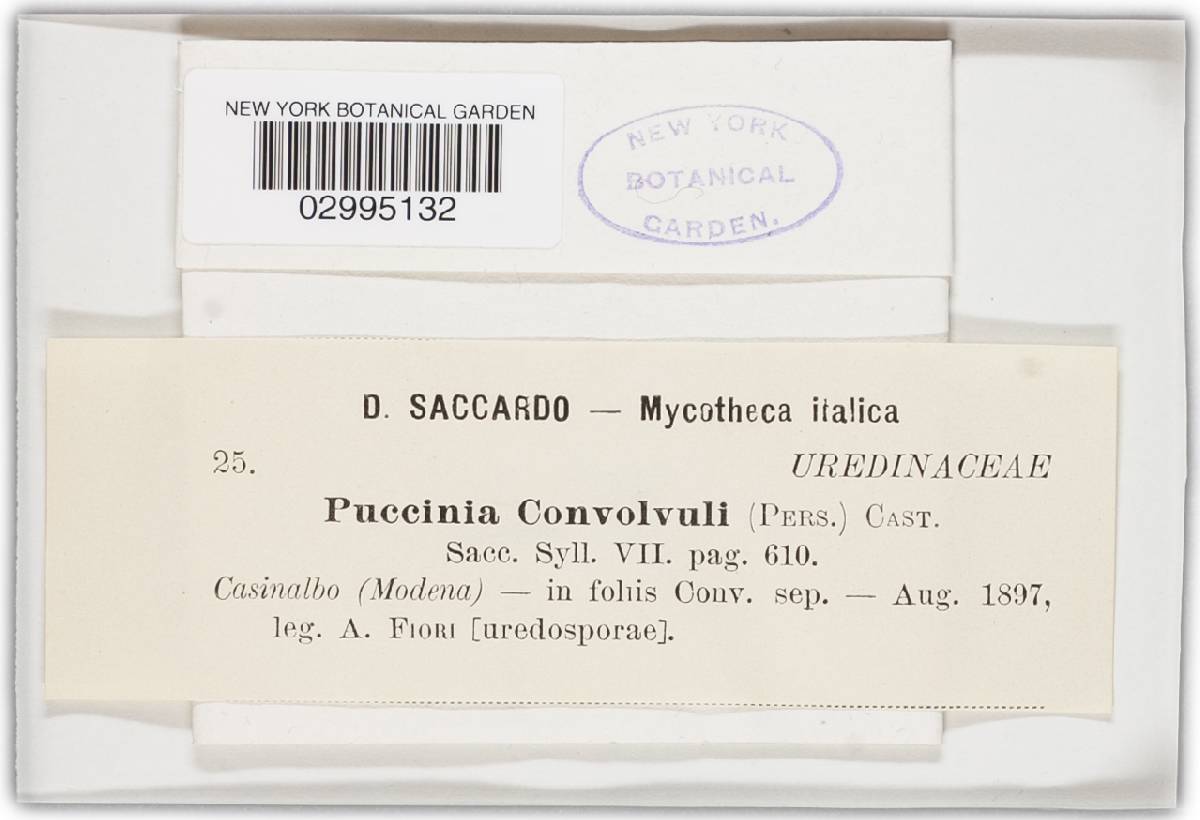 NEW YORK BOTANICAL GARDEN
02995132
NEW YORK
BOTANICAL
GARDEN.
D. SACCARDO — Mycotheca italica
25. UREDINACEAE
Puccinia Convolvuli (PERS.) CAST.
Sacc. Syll. VII. pag. 610.
Casinalbo (Modena) — in foliis Conv. sep. — Aug. 1897,
leg. A. FIORI [uredosporae].